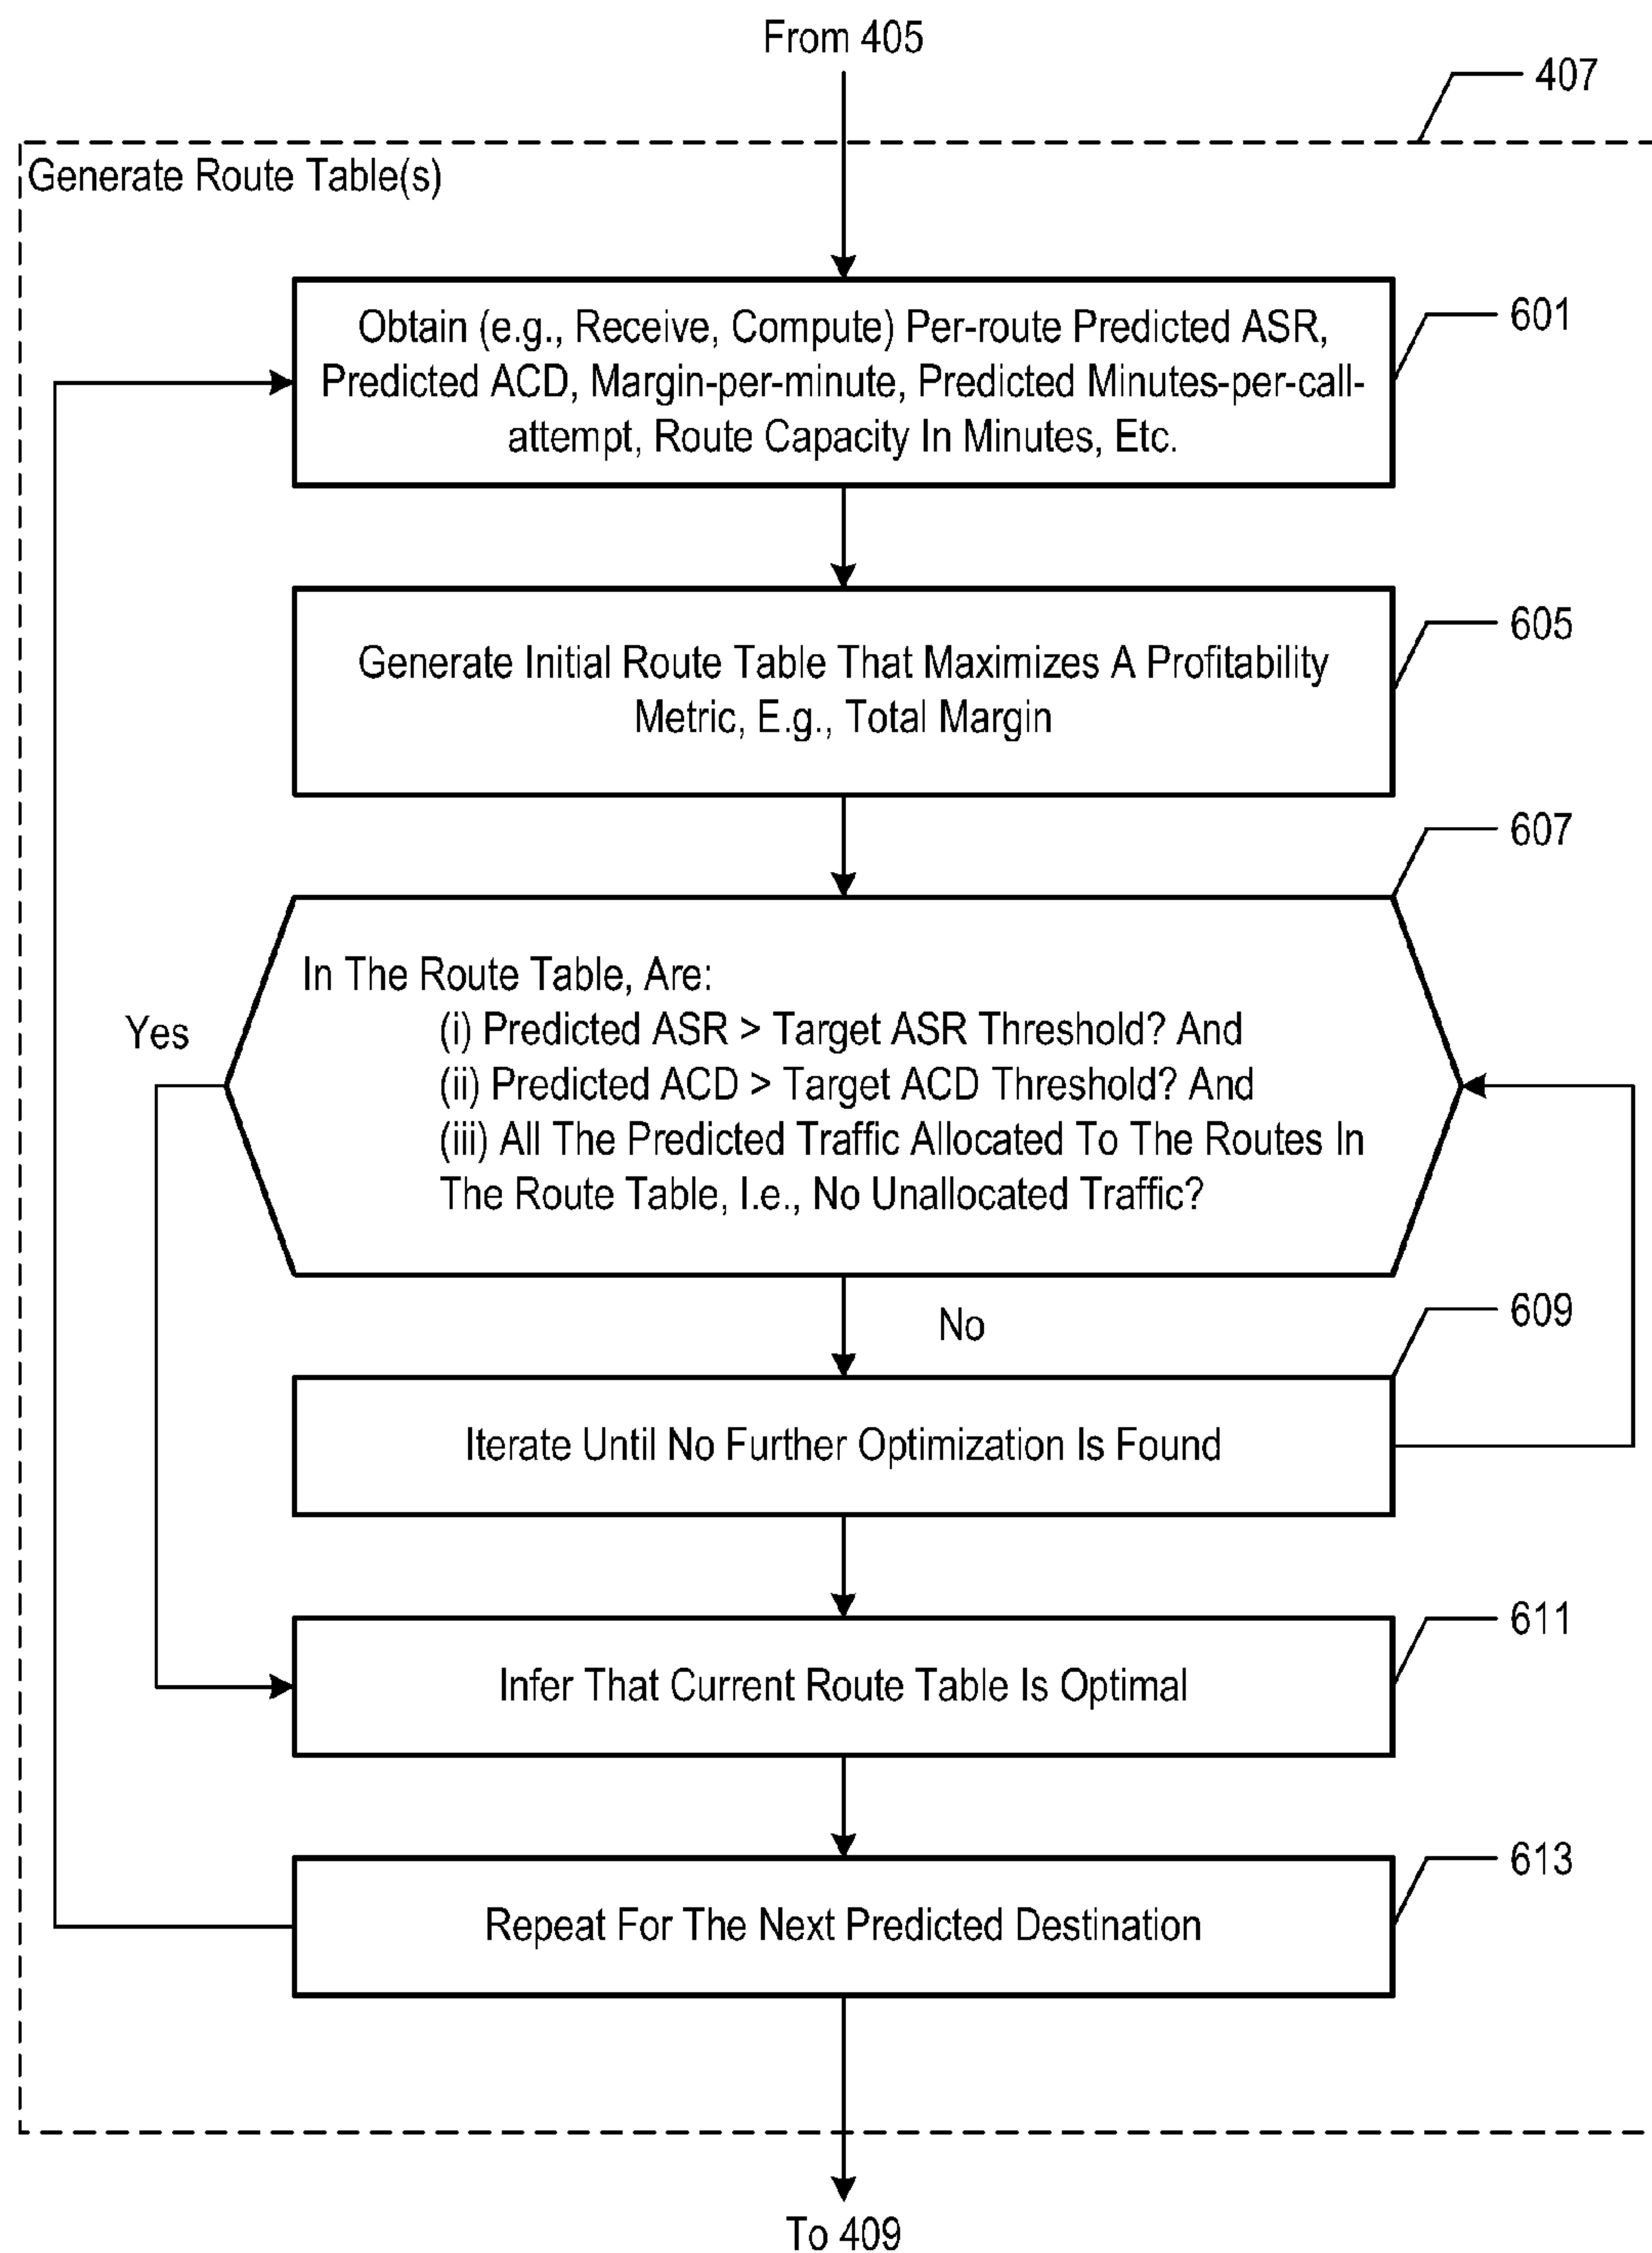 From 405
407
Generate Route Table(s)
Obtain (e.g., Receive, Compute) Per-route Predicted ASR,
Predicted ACD, Margin-per-minute, Predicted Minutes-per-call-
attempt, Route Capacity In Minutes, Etc.
601
Generate Initial Route Table That Maximizes A Profitability
Metric, E.g., Total Margin
605
607
In The Route Table, Are:
(i) Predicted ASR > Target ASR Threshold? And
(ii) Predicted ACD > Target ACD Threshold? And
(iii) All The Predicted Traffic Allocated To The Routes In
The Route Table, I.e., No Unallocated Traffic?
Yes
No
609
Iterate Until No Further Optimization Is Found
611
Infer That Current Route Table Is Optimal
613
Repeat For The Next Predicted Destination
To 409